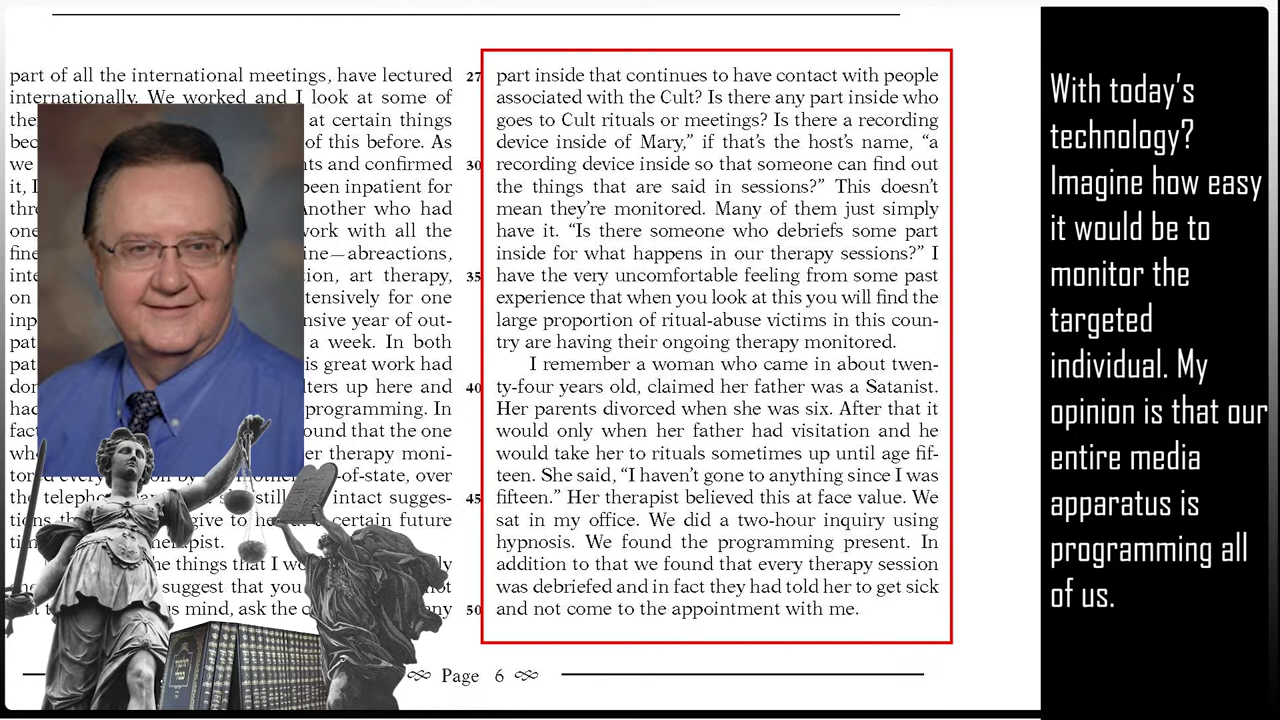 part of all the international meetings, have lectured
internationally. We worked and I look at some of
at certain things
of this before. As
we and confirmed
it, I been inpatient for
Another who had
one work with all the
abreactions,
art therapy,
on for one
year of out-
a week. In both
great work had
up here and
had programming. In
fact that the one
therapy moni-
tored of-state, over
the intact sugges-
give to certain future
things that I
suggest that you
mind, ask the
27 part inside that continues to have contact with people
associated with the Cult? Is there any part inside who
goes to Cult rituals or meetings? Is there a recording
device inside of Mary,” if that’s the host’s name, “a
30 recording device inside so that someone can find out
the things that are said in sessions?” This doesn’t
mean they’re monitored. Many of them just simply
have it. “Is there someone who debriefs some part
inside for what happens in our therapy sessions?” I
35 have the very uncomfortable feeling from some past
experience that when you look at this you will find the
large proportion of ritual-abuse victims in this coun-
try are having their ongoing therapy monitored.
I remember a woman who came in about twen-
40 ty-four years old, claimed her father was a Satanist.
Her parents divorced when she was six. After that it
would only when her father had visitation and he
would take her to rituals sometimes up until age fif-
teen. She said, “I haven’t gone to anything since I was
45 fifteen.” Her therapist believed this at face value. We
sat in my office. We did a two-hour inquiry using
hypnosis. We found the programming present. In
addition to that we found that every therapy session
was debriefed and in fact they had told her to get sick
50 and not come to the appointment with me.
Page 6
With today’s
technology?
Imagine how easy
it would be to
monitor the
targeted
individual. My
opinion is that our
entire media
apparatus is
programming all
of us.